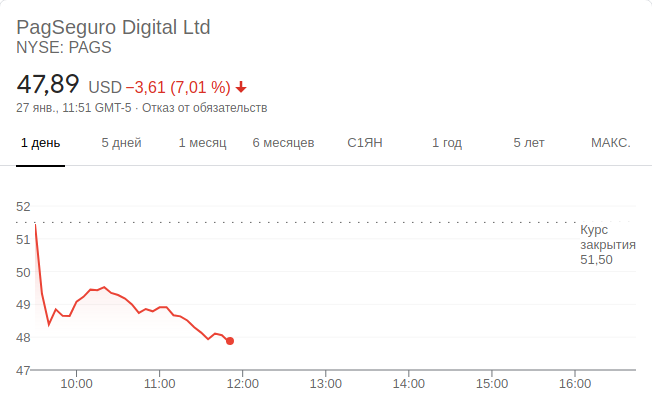 PagSeguro Digital Ltd
NYSE: PAGS
47,89 USD −3,61 (7,01 %)
27 янв., 11:51 GMT-5 · Отказ от обязательств
1 день 5 дней 1 месяц 6 месяцев С1ЯН 1 год 5 лет МАКС.
52
51
50
49
48
47
Курс
закрытия
51,50
10:00 11:00 12:00 13:00 14:00 15:00 16:00